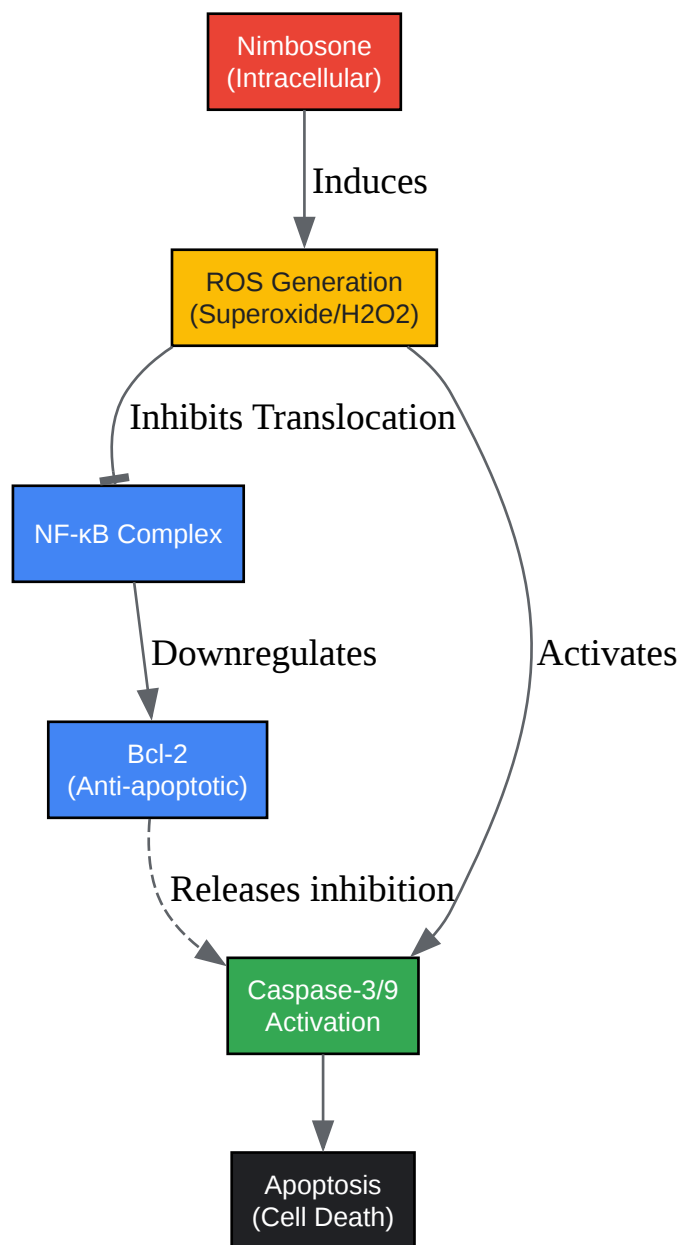 Nimbosone
(Intracellular)
Induces
ROS Generation
(Superoxide/H2O2)
Inhibits Translocation
NF-κB Complex
Downregulates
Activates
Bcl-2
(Anti-apoptotic)
Releases inhibition
Caspase-3/9
Activation
Apoptosis
(Cell Death)